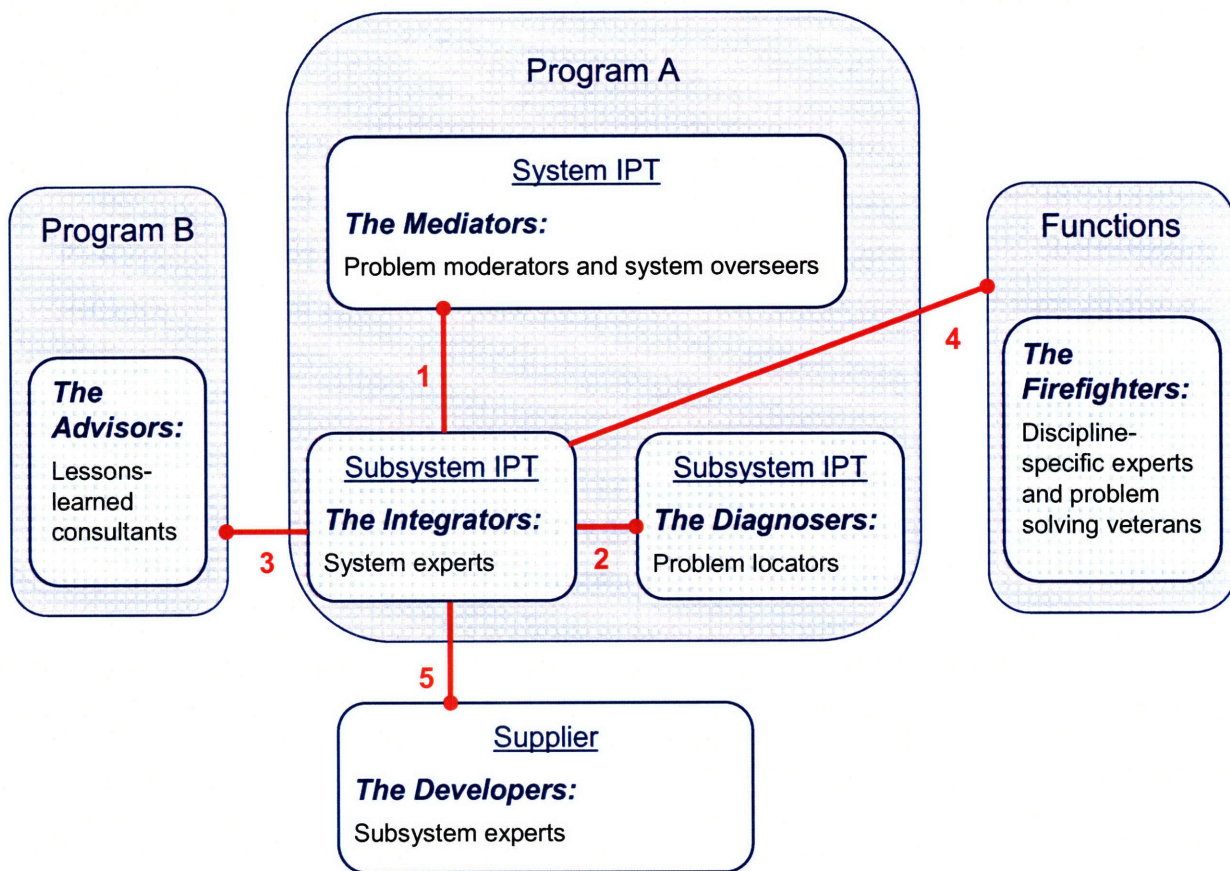 Program A
System IPT
The Mediators:
Problem moderators and system overseers
Program B
The
Advisors:
Lessons-
learned
consultants
Functions
The
Firefighters:
Discipline-
specific experts
and problem
solving veterans
1
4
Subsystem IPT
The Integrators:
System experts
Subsystem IPT
The Diagnosers:
Problem locators
3
2
5
Supplier
The Developers:
Subsystem experts